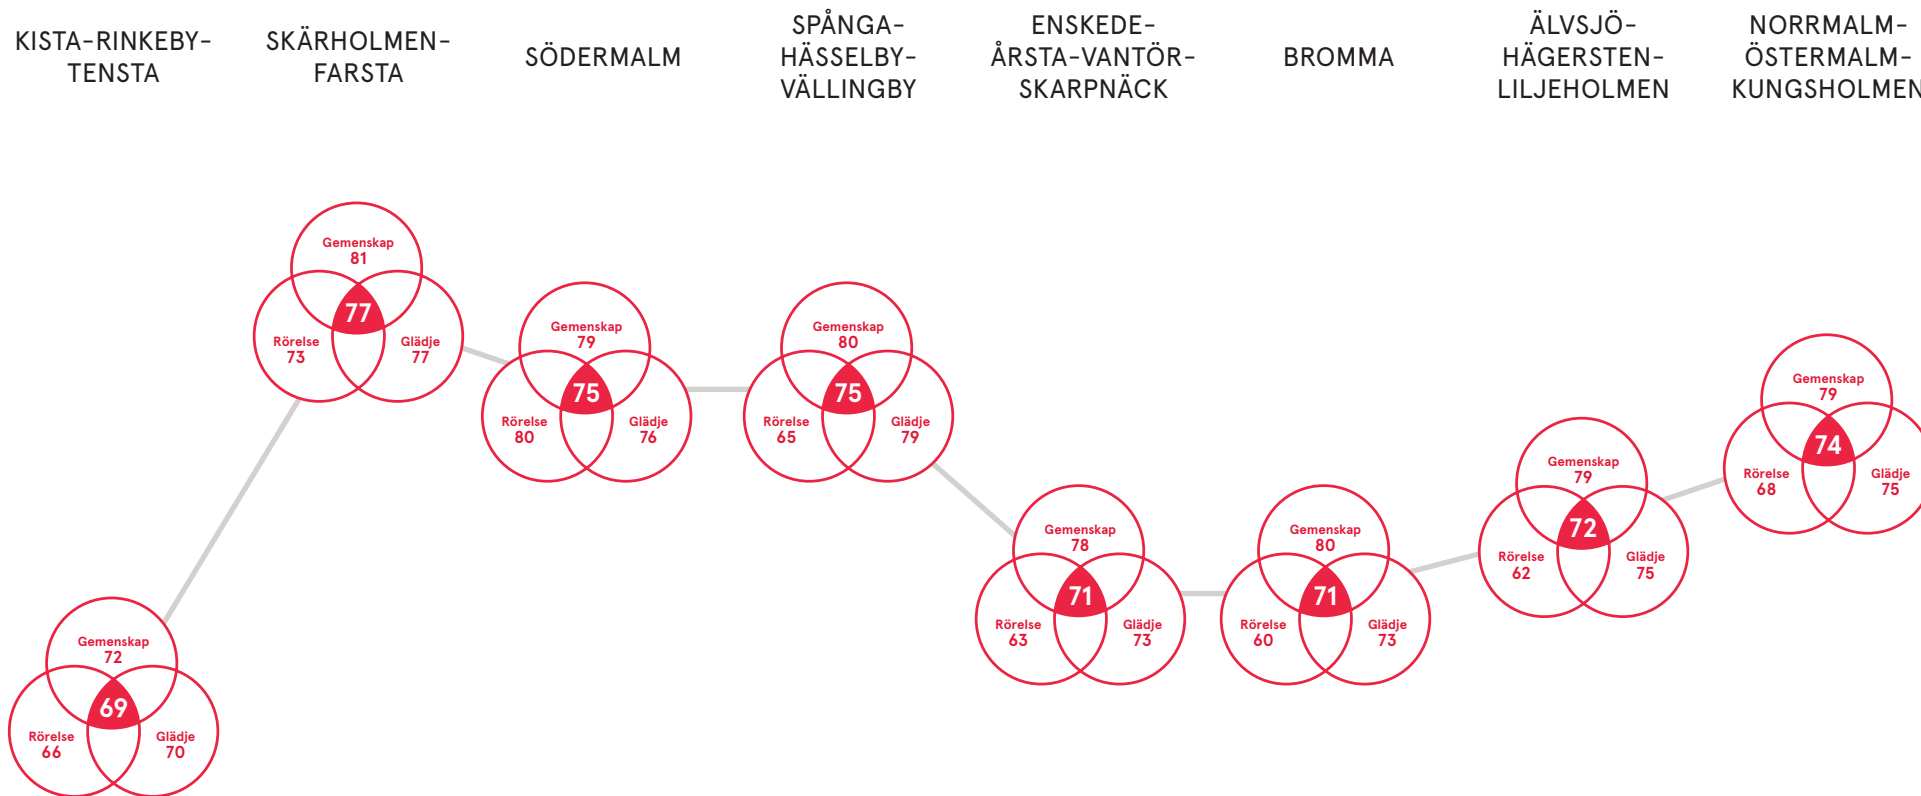 KISTA-RINKEBY-
TENSTA
SKÄRHOLMEN-
FARSTA
SÖDERMALM
SPÅNGA-
HÄSSELBY-
VÄLLINGBY
ENSKEDE-
ÅRSTA-VANTÖR-
SKARPNÄCK
BROMMA
ÄLVSJÖ-
HÄGERSTEN-
LILJEHOLMEN
NORRMALM-
ÖSTERMALM-
KUNGSHOLMEN
Gemenskap
72
69
Rörelse
66
Glädje
70
Gemenskap
81
77
Rörelse
73
Glädje
77
Gemenskap
79
75
Rörelse
80
Glädje
76
Gemenskap
80
75
Rörelse
65
Glädje
79
Gemenskap
78
71
Rörelse
63
Glädje
73
Gemenskap
80
71
Rörelse
60
Glädje
73
Gemenskap
79
72
Rörelse
62
Glädje
75
Gemenskap
79
74
Rörelse
68
Glädje
75